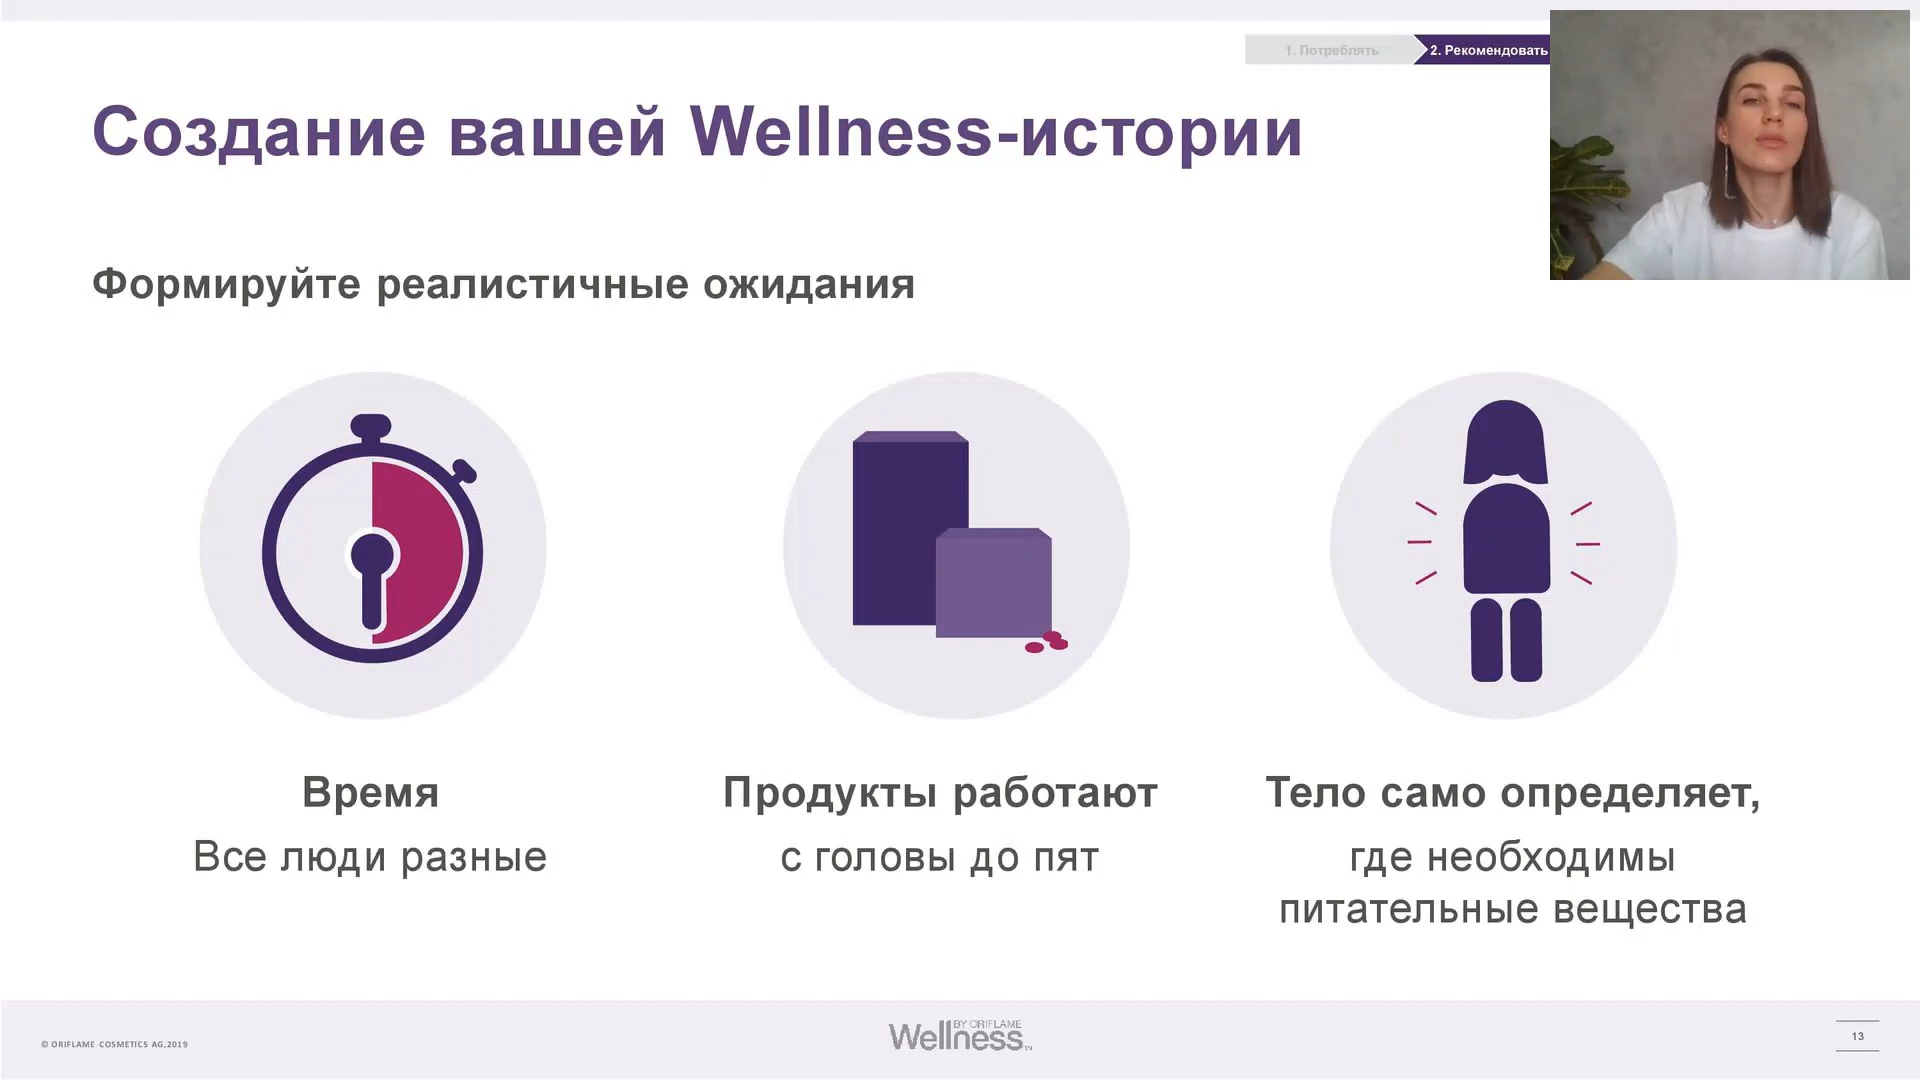 1. Потреблять
2. Рекомендовать
Создание вашей Wellness-истории
Формируйте реалистичные ожидания
Время
Все люди разные
Продукты работают
с головы до пят
Тело само определяет,
где необходимы
питательные вещества
© ORIFLAME COSMETICS AG,2019
BY ORIFLAME
Wellness™
13